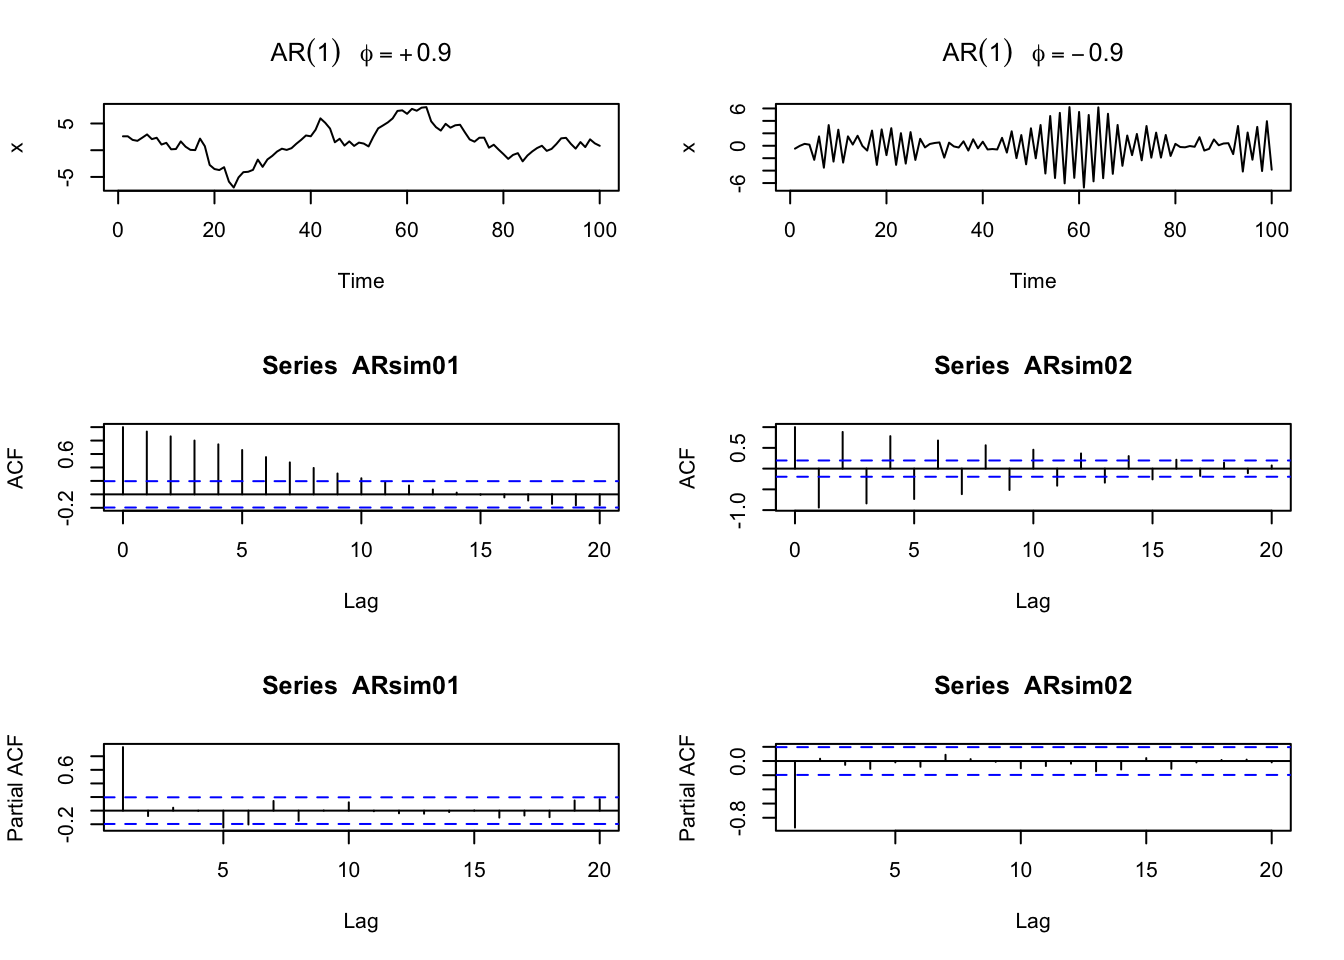 AR(1) ϕ = + 0.9
x
5
-5
0 20 40 60 80 100
Time
AR(1) ϕ = − 0.9
x
6
0
-6
0 20 40 60 80 100
Time
Series ARsim01
ACF
0.6
-0.2
0 5 10 15 20
Lag
Series ARsim02
ACF
0.5
-1.0
0 5 10 15 20
Lag
Series ARsim01
Partial ACF
0.6
-0.2
5 10 15 20
Lag
Series ARsim02
Partial ACF
0.0
-0.8
5 10 15 20
Lag